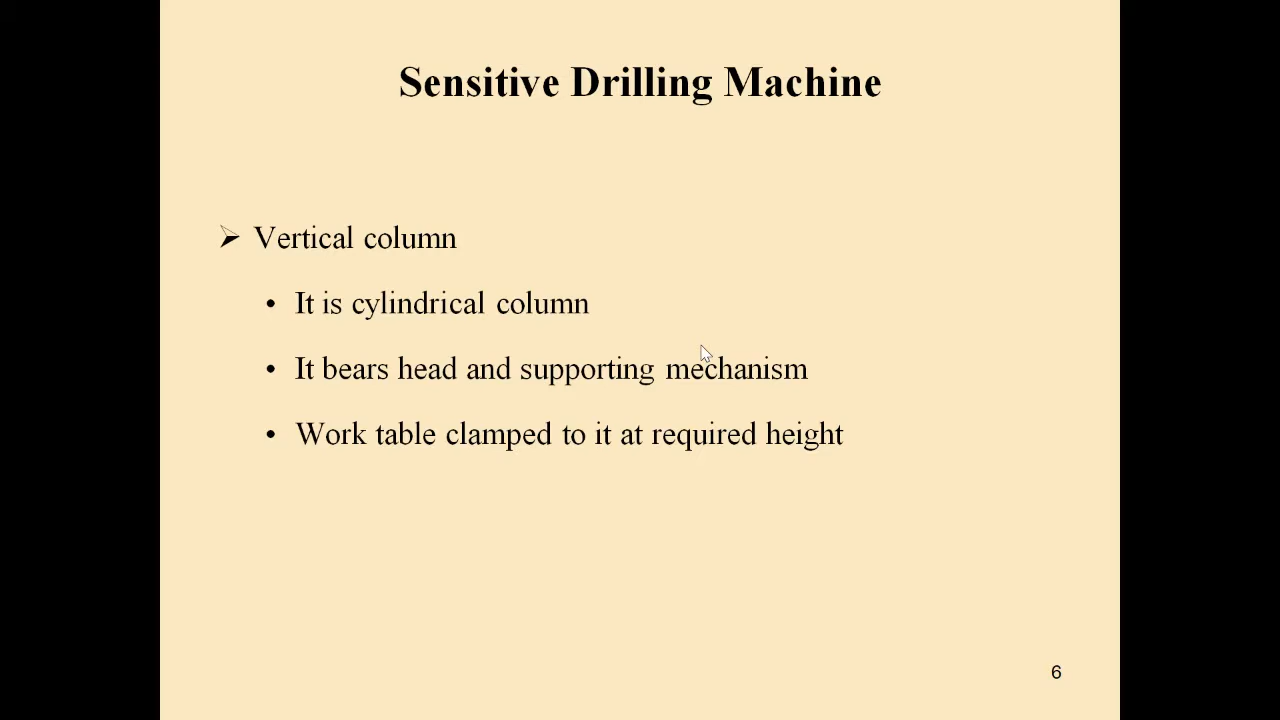 Sensitive Drilling Machine
➢ Vertical column
• It is cylindrical column
• It bears head and supporting mechanism
• Work table clamped to it at required height
6